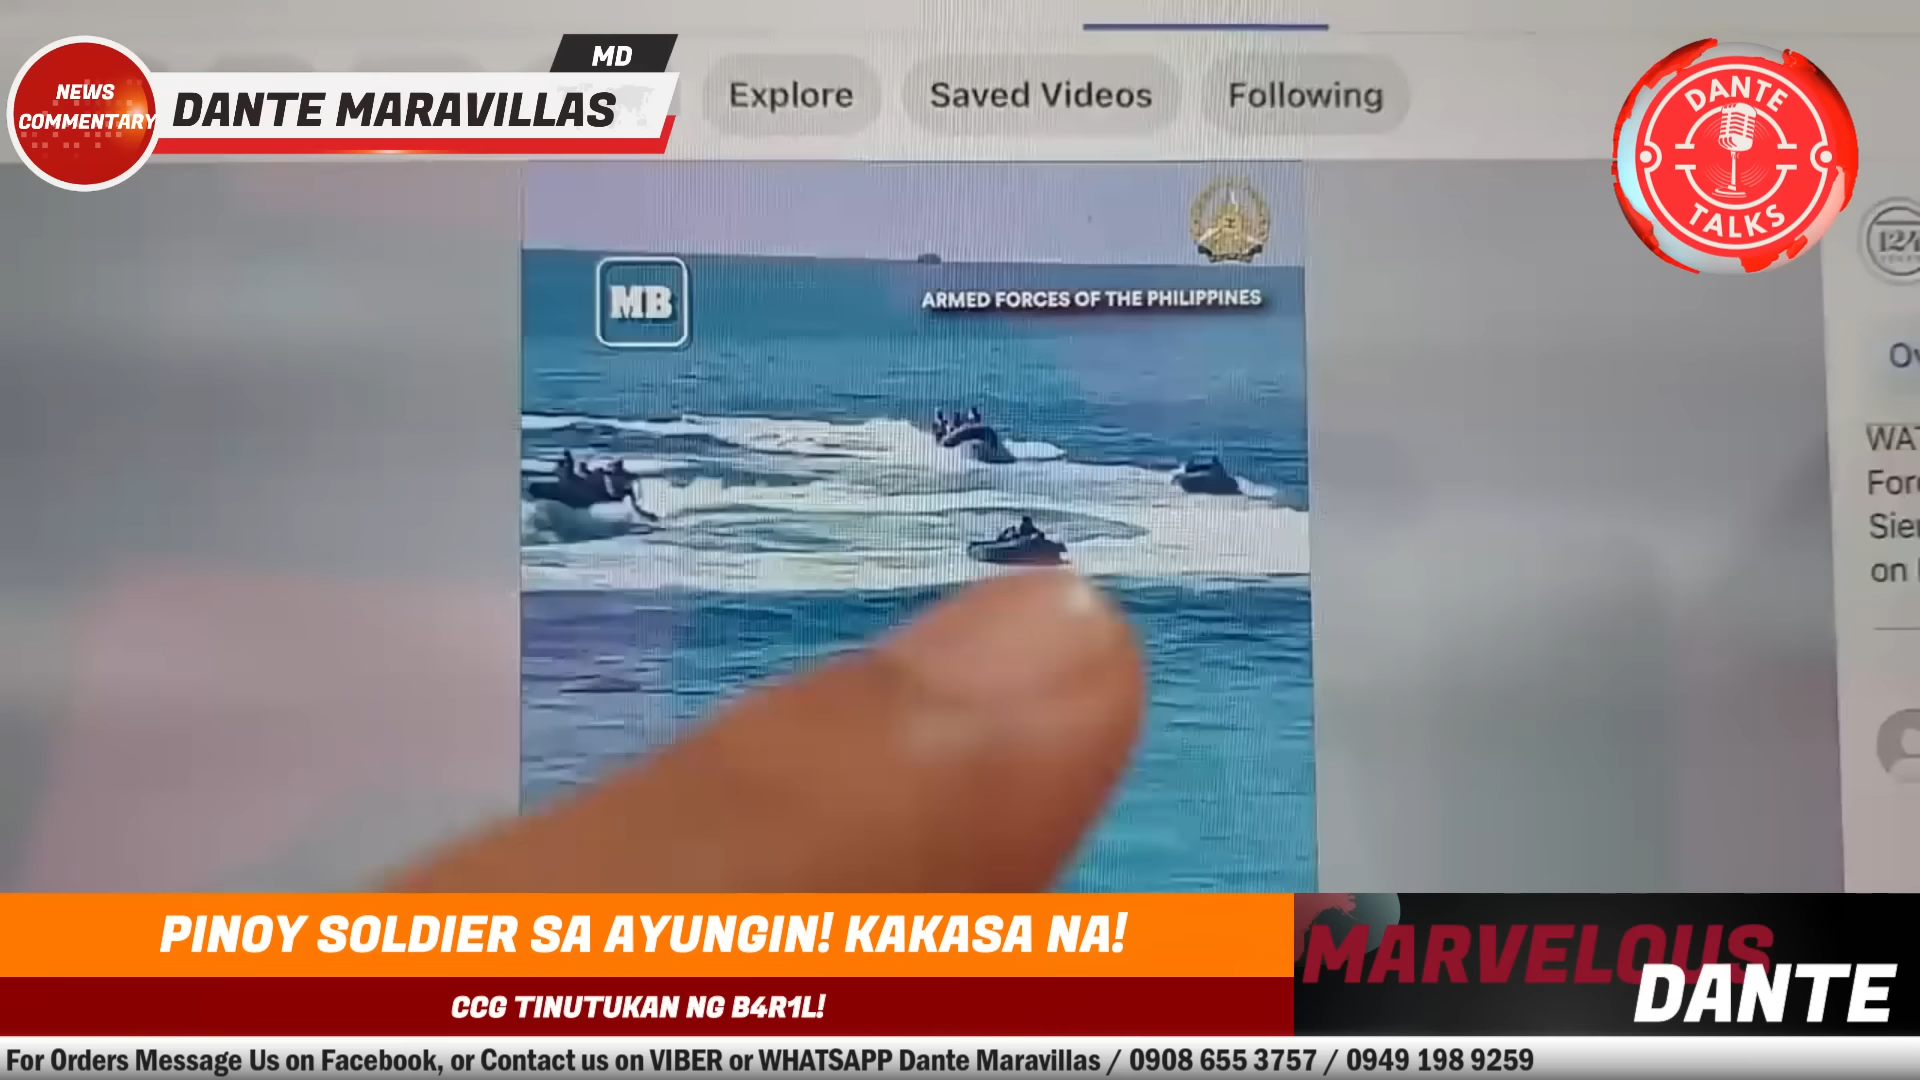 MD
NEWS
COMMENTARY
DANTE MARAVILLAS
Explore
Saved Videos
Following
DANTE
TALKS
MB
ARMED FORCES OF THE PHILIPPINES
PINOY SOLDIER SA AYUNGIN! KAKASA NA!
CCG TINUTUKAN NG B4R1L!
MARVELOUS
DANTE
For Orders Message Us on Facebook, or Contact us on VIBER or WHATSAPP Dante Maravillas / 0908 655 3757 / 0949 198 9259